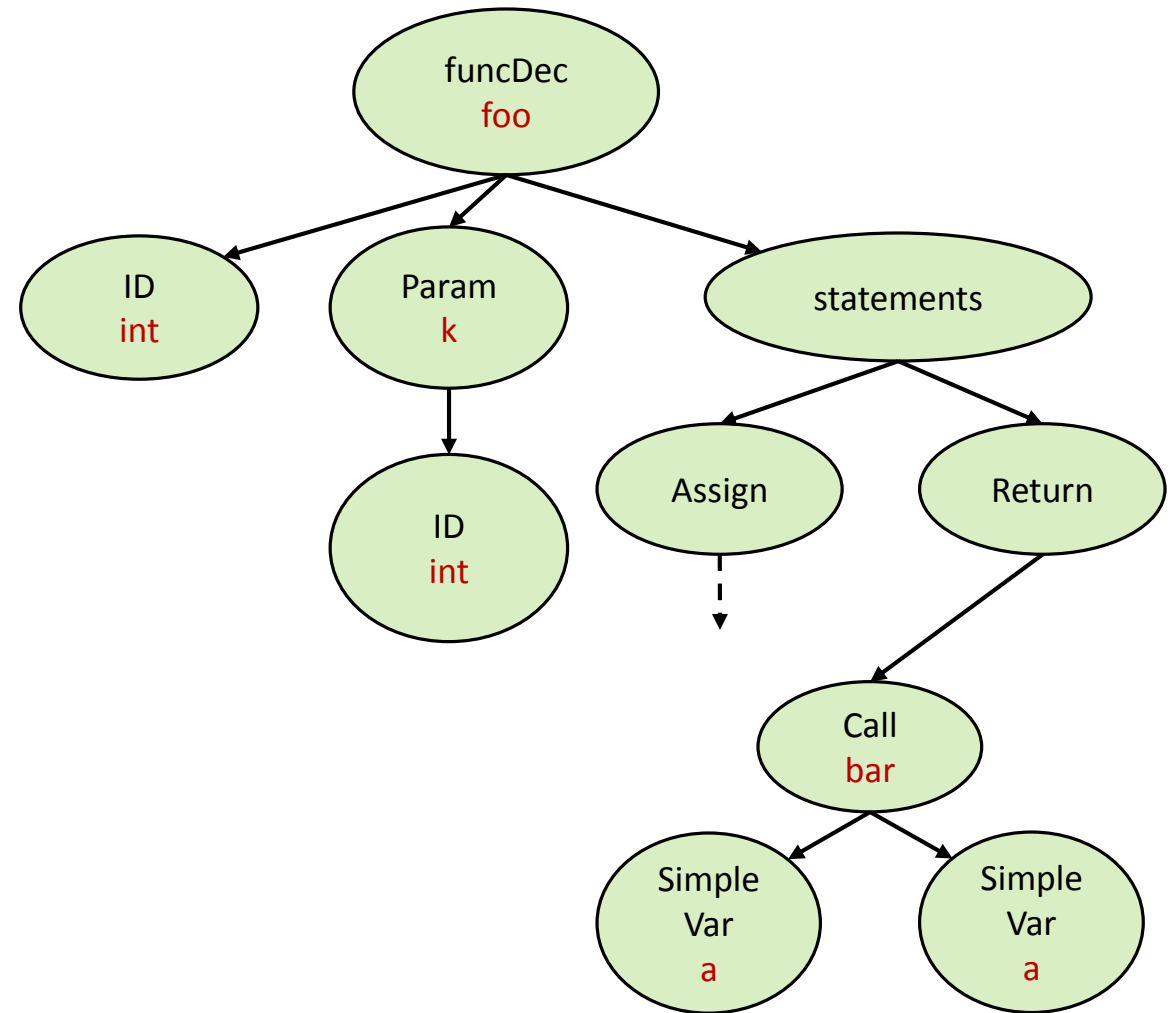 funcDec
foo
ID
int
Param
k
statements
ID
int
Assign
Return
Call
bar
Simple
Var
a
Simple
Var
a